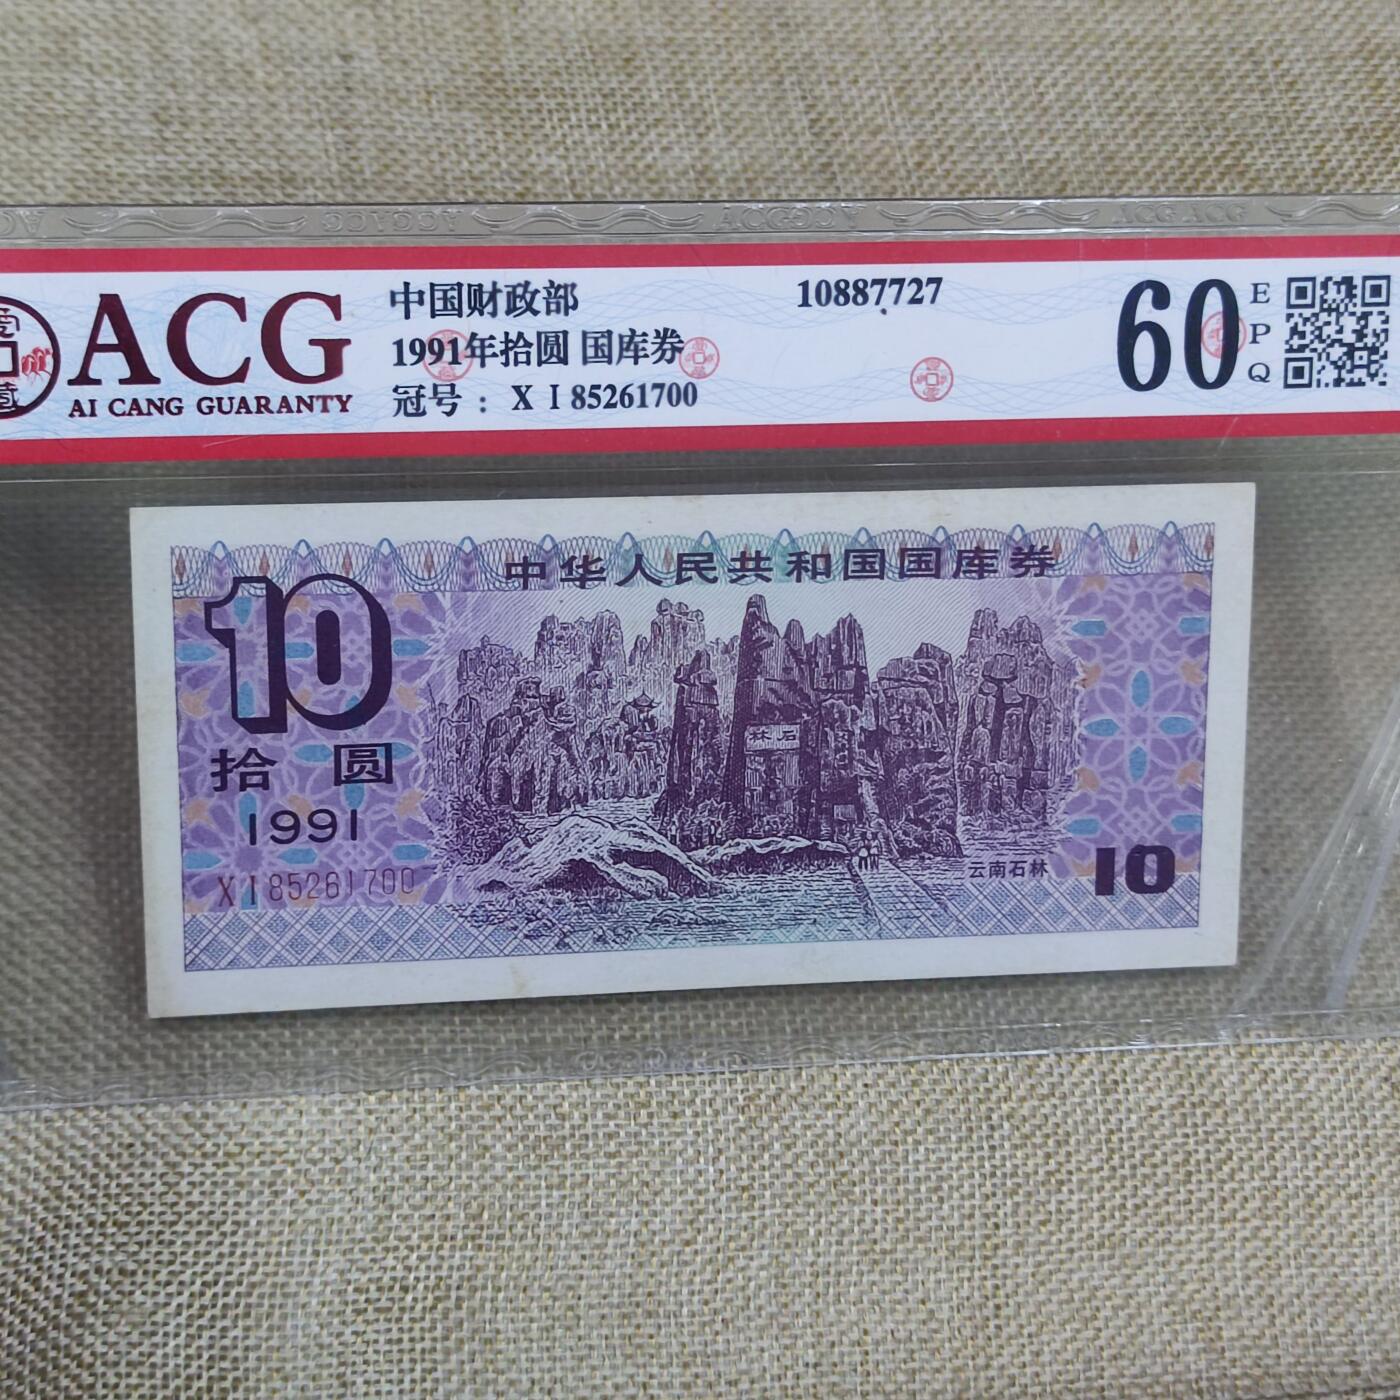 ACG
AI CANG GUARANTY
中国财政部
1991年拾圆 国库券
冠号：XⅠ85261700
10887727
60
E
P
Q
中华人民共和国国库券
10
拾圆
1991
XI85261700
石林
云南石林
10